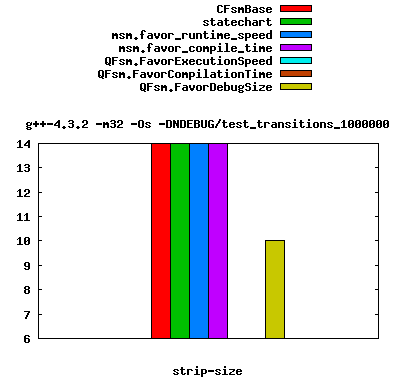 CFsmBase
statechart
msm.favor_runtime_speed
msm.favor_compile_time
QFsm.FavorExecutionSpeed
QFsm.FavorCompilationTime
QFsm.FavorDebugSize
g++-4.3.2 -m32 -Os -DNDEBUG/test_transitions_1000000
14
13
12
11
10
9
8
7
6
strip-size